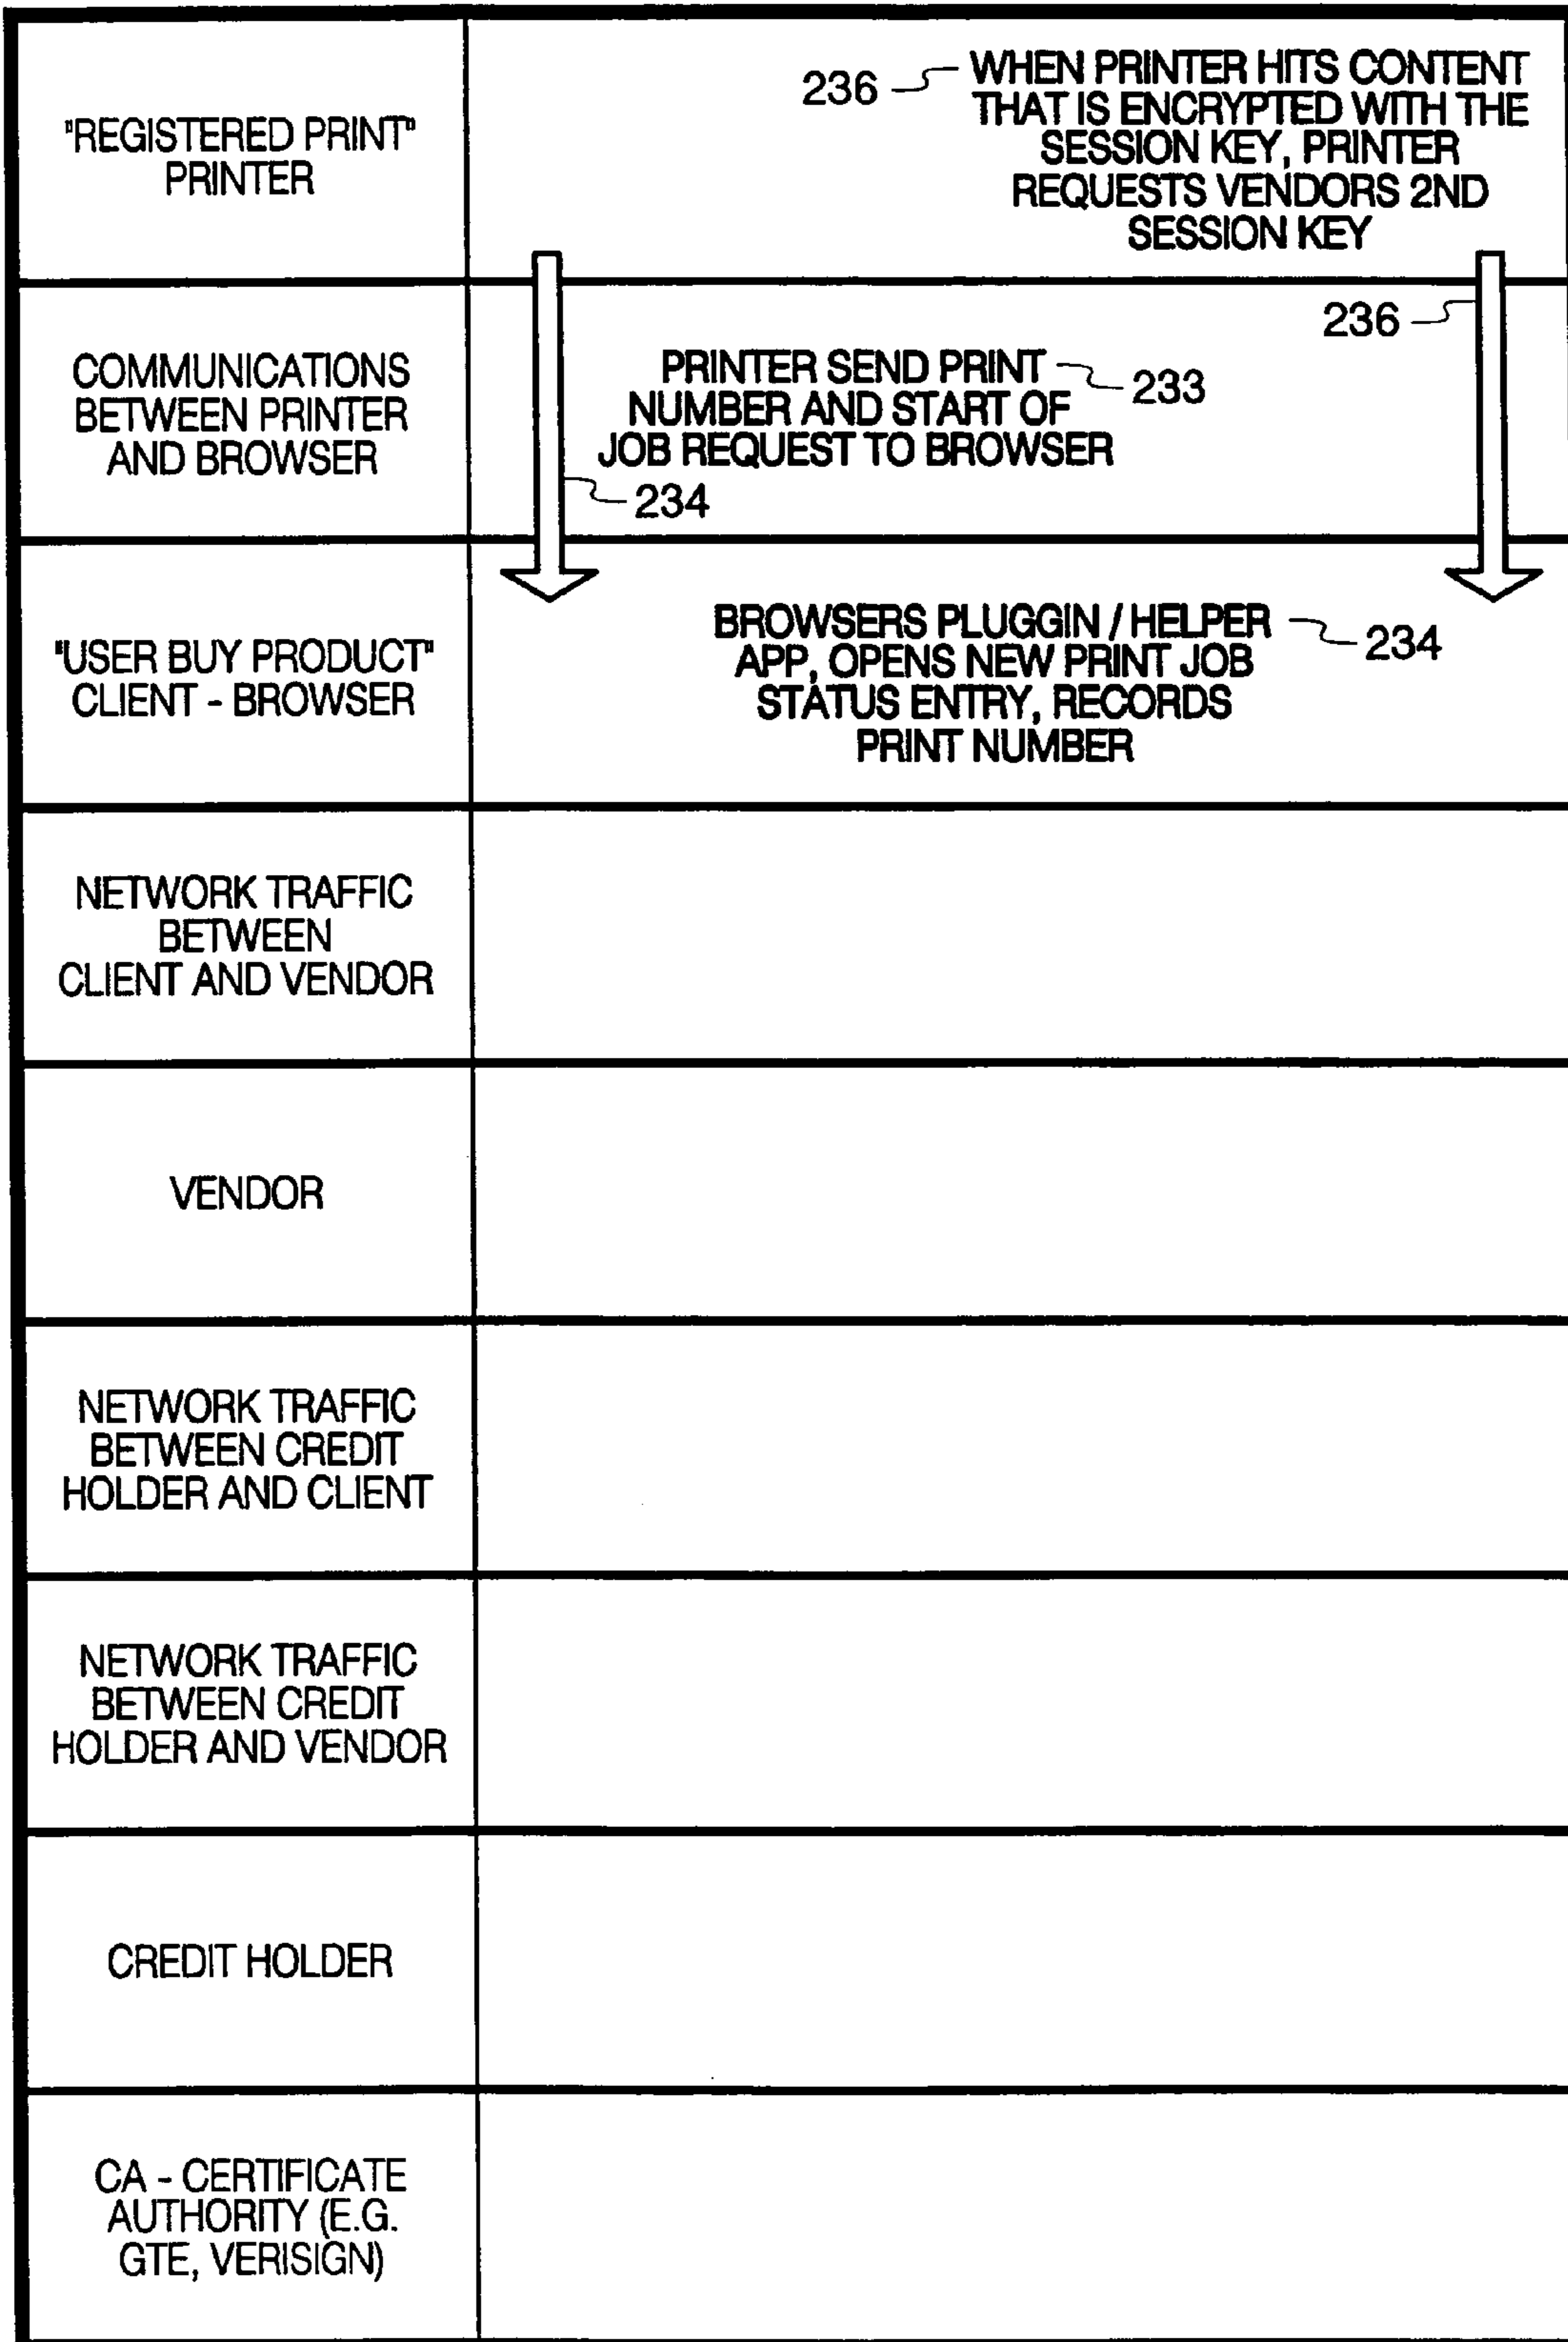 "REGISTERED PRINT"
PRINTER
236
WHEN PRINTER HITS CONTENT
THAT IS ENCRYPTED WITH THE
SESSION KEY, PRINTER
REQUESTS VENDORS 2ND
SESSION KEY
COMMUNICATIONS
BETWEEN PRINTER
AND BROWSER
236
PRINTER SEND PRINT
NUMBER AND START OF
JOB REQUEST TO BROWSER
233
234
"USER BUY PRODUCT"
CLIENT - BROWSER
BROWSERS PLUGGIN / HELPER
APP, OPENS NEW PRINT JOB
STATUS ENTRY, RECORDS
PRINT NUMBER
234
NETWORK TRAFFIC
BETWEEN
CLIENT AND VENDOR
VENDOR
NETWORK TRAFFIC
BETWEEN CREDIT
HOLDER AND CLIENT
NETWORK TRAFFIC
BETWEEN CREDIT
HOLDER AND VENDOR
CREDIT HOLDER
CA - CERTIFICATE
AUTHORITY (E.G.
GTE, VERISIGN)